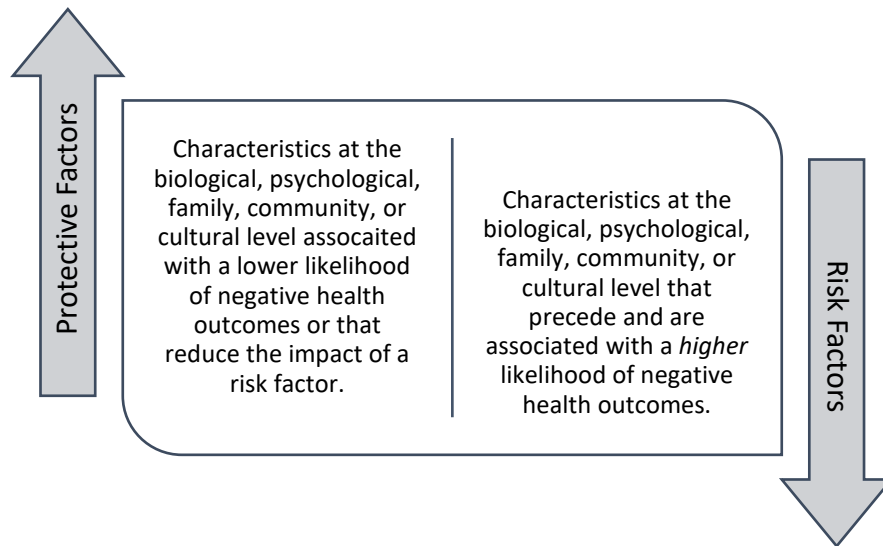 Protective Factors
Characteristics at the
biological, psychological,
family, community, or
cultural level assocaited
with a lower likelihood
of negative health
outcomes or that
reduce the impact of a
risk factor.
Characteristics at the
biological, psychological,
family, community, or
cultural level that
precede and are
associated with a higher
likelihood of negative
health outcomes.
Risk Factors